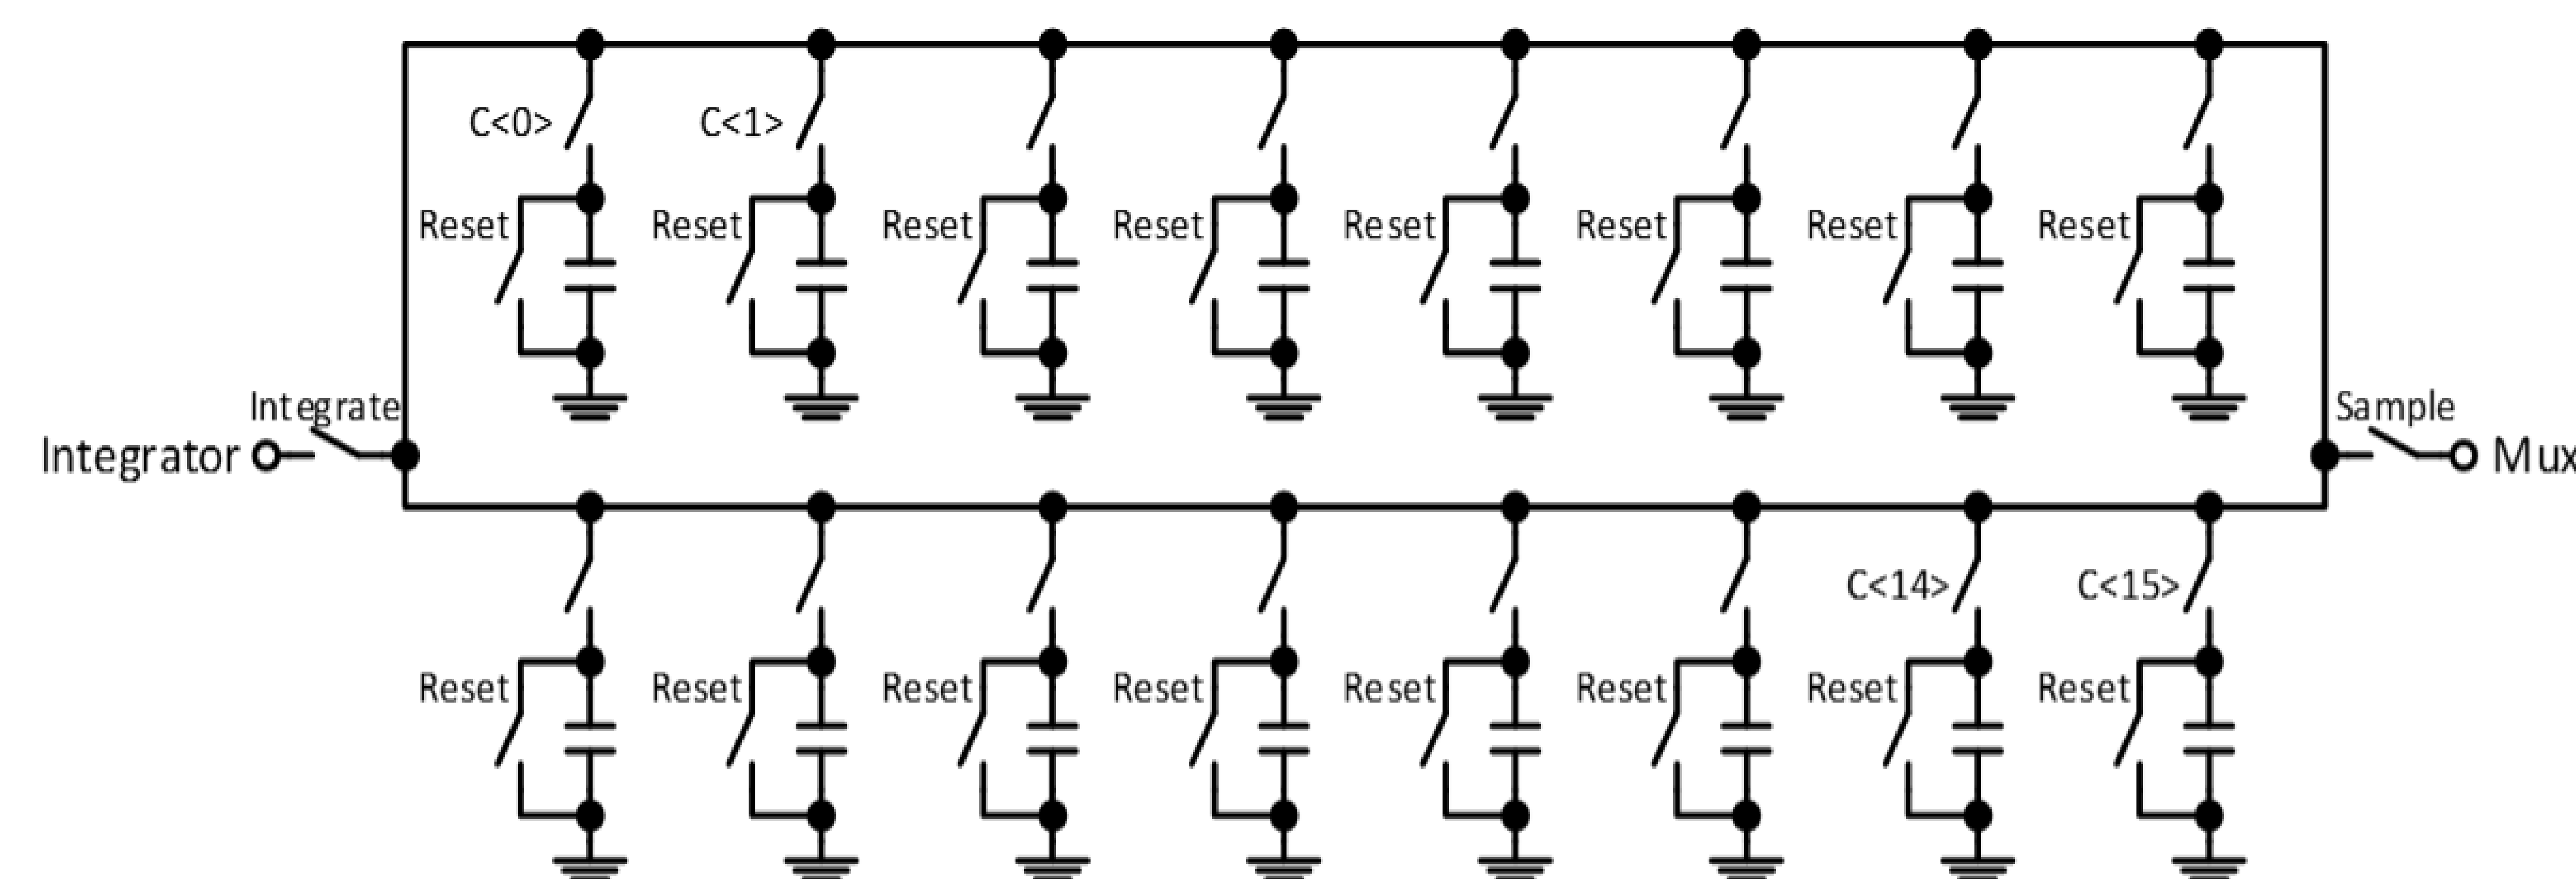 C<0> C<1>
Reset Reset Reset Reset Reset Reset Reset Reset
Integrate Sample
Integrator Mux
C<14> C<15>
Reset Reset Reset Reset Reset Reset Reset Reset